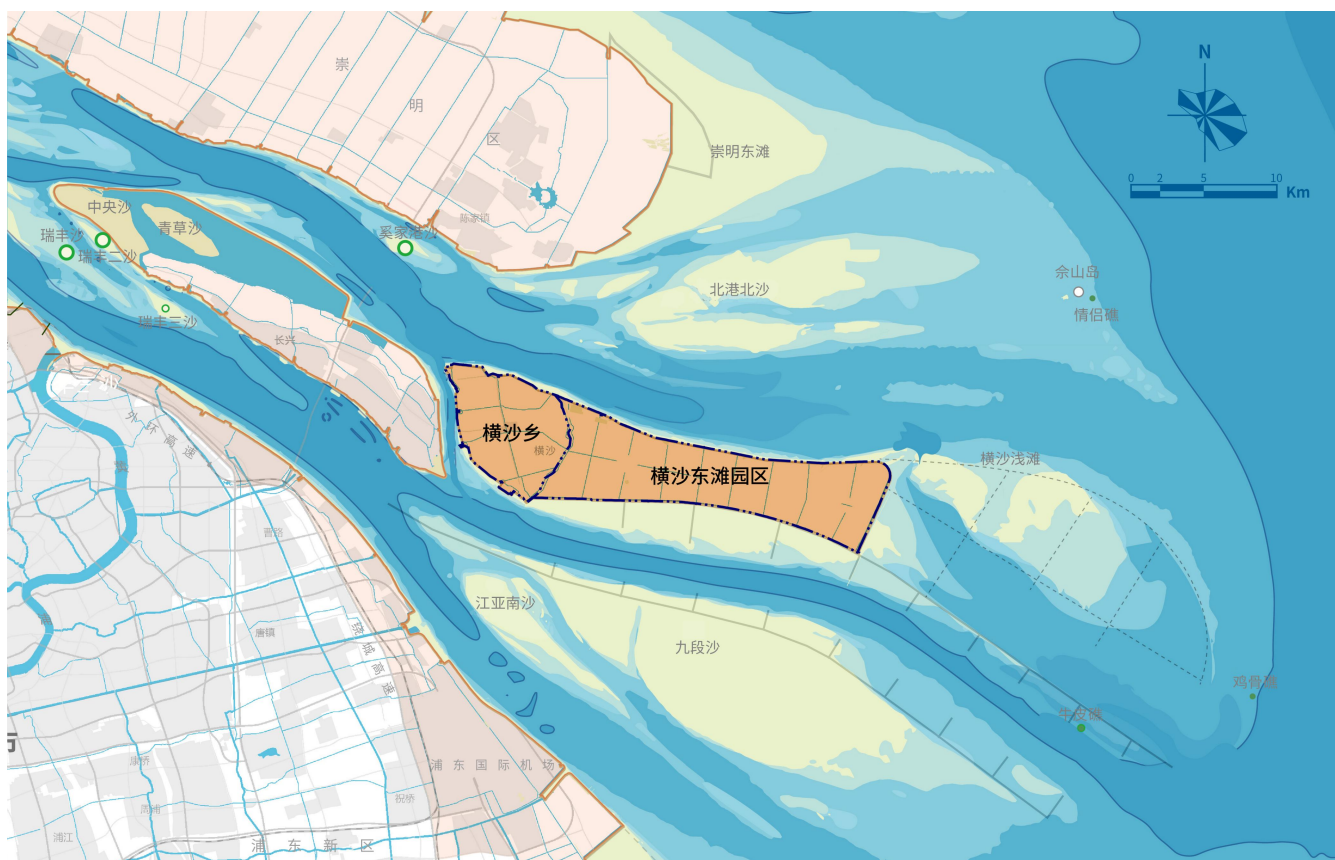 崇
明
区
N
崇明东滩
0 2 5 10
Km
中央沙
陈家镇
青草沙
瑞丰沙
奚家港沙
瑞丰二沙
佘山岛
北港北沙
情侣礁
瑞丰三沙
长兴
外环高速
横沙乡
横沙
横沙浅滩
横沙东滩园区
曹路
江亚南沙
唐镇
绕城高速
九段沙
鸡骨礁
牛皮礁
康桥
浦东国际机场
祝桥
周浦
浦江
浦东新区